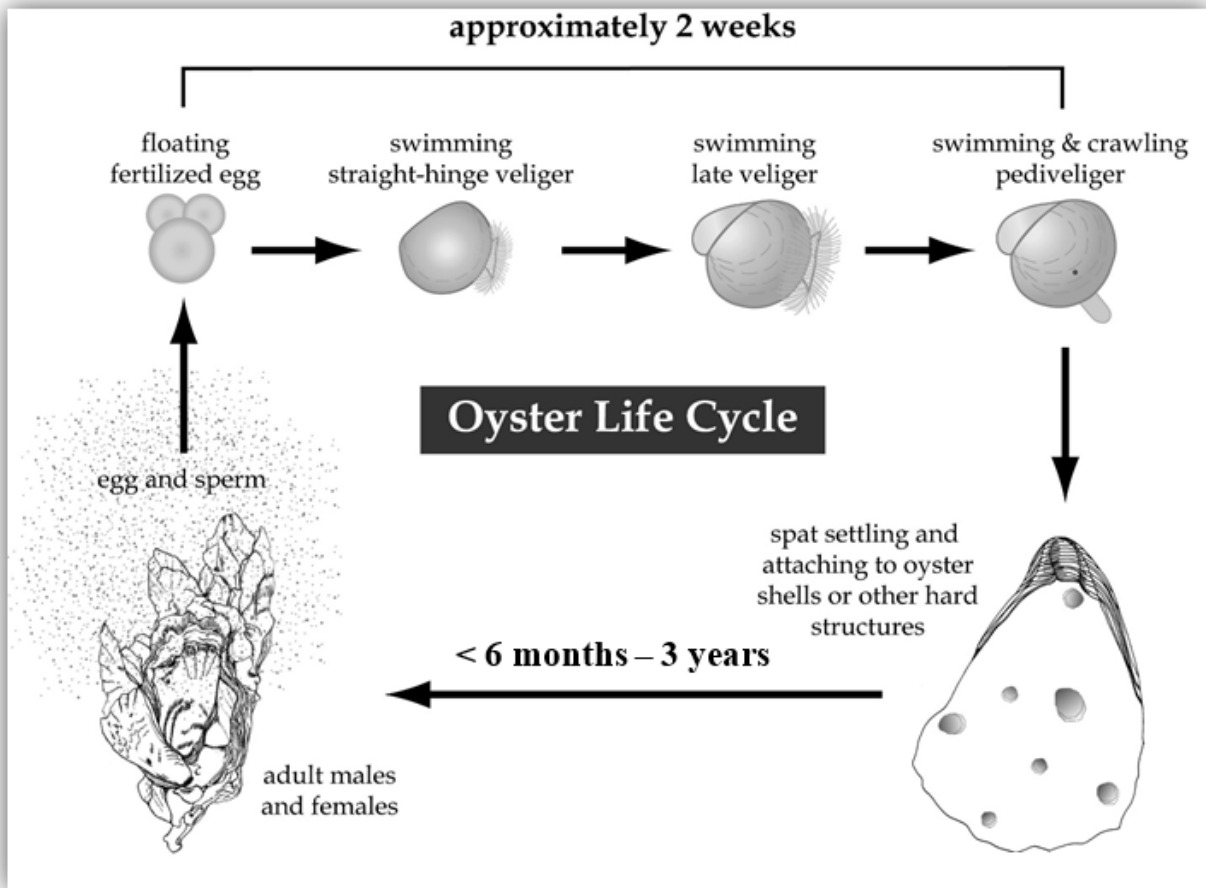 approximately 2 weeks
floating
fertilized egg
swimming
straight-hinge veliger
swimming
late veliger
swimming & crawling
pediveliger
Oyster Life Cycle
egg and sperm
spat settling and
attaching to oyster
shells or other hard
structures
< 6 months – 3 years
adult males
and females